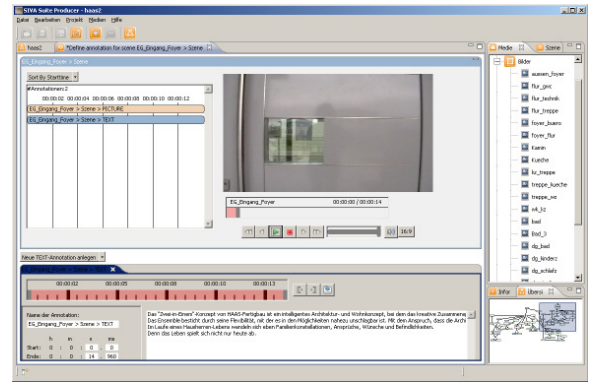 SIVA Suite Producer - haas2
Datei Bearbeiten Projekt Medien Hilfe
haas2
*Define annotation for scene EG_Eingang_Foyer > Szene
Medie
Szene
EG_Eingang_Foyer > Szene
Sort By Starttime
#Annotationen: 2
00:00:02 00:00:04 00:00:06 00:00:08 00:00:10 00:00:12
EG_Eingang_Foyer > Szene > PICTURE
EG_Eingang_Foyer > Szene > TEXT
EG_Eingang_Foyer
00:00:00 / 00:00:14
16:9
Bilder
aussen_foyer
flur_gwc
flur_technik
flur_treppe
foyer_buero
foyer_flur
Kamin
Kueche
kz_treppe
treppe_kueche
treppe_wz
wk_kz
bad
Bad_3
dg_bad
dg_kinderz
dg_schlafz
Neue TEXT-Annotation anlegen
EG_Eingang_Foyer > Szene > TEXT
00:00:02 00:00:05 00:00:08 00:00:10 00:00:13
Name der Annotation:
EG_Eingang_Foyer > Szene > TEXT
h m s ms
Start: 0 : 0 : 0 . 0
Ende: 0 : 0 : 14 . 960
Das "Zwei-in-Einem"-Konzept von HAAS-Fertigbau ist ein intelligentes Architektur- und Wohnkonzept, bei dem das kreative Zusammenspiel
Das Ensemble besticht durch seine Flexibilität, mit der es in den Möglichkeiten nahezu unschlagbar ist. Mit dem Anspruch, dass die Archi
Im Laufe eines Hausherren-Lebens wandeln sich eben Familienkonstellationen, Ansprüche, Wünsche und Befindlichkeiten.
Denn das Leben spielt sich nicht nur heute ab.
Infor
Übersi